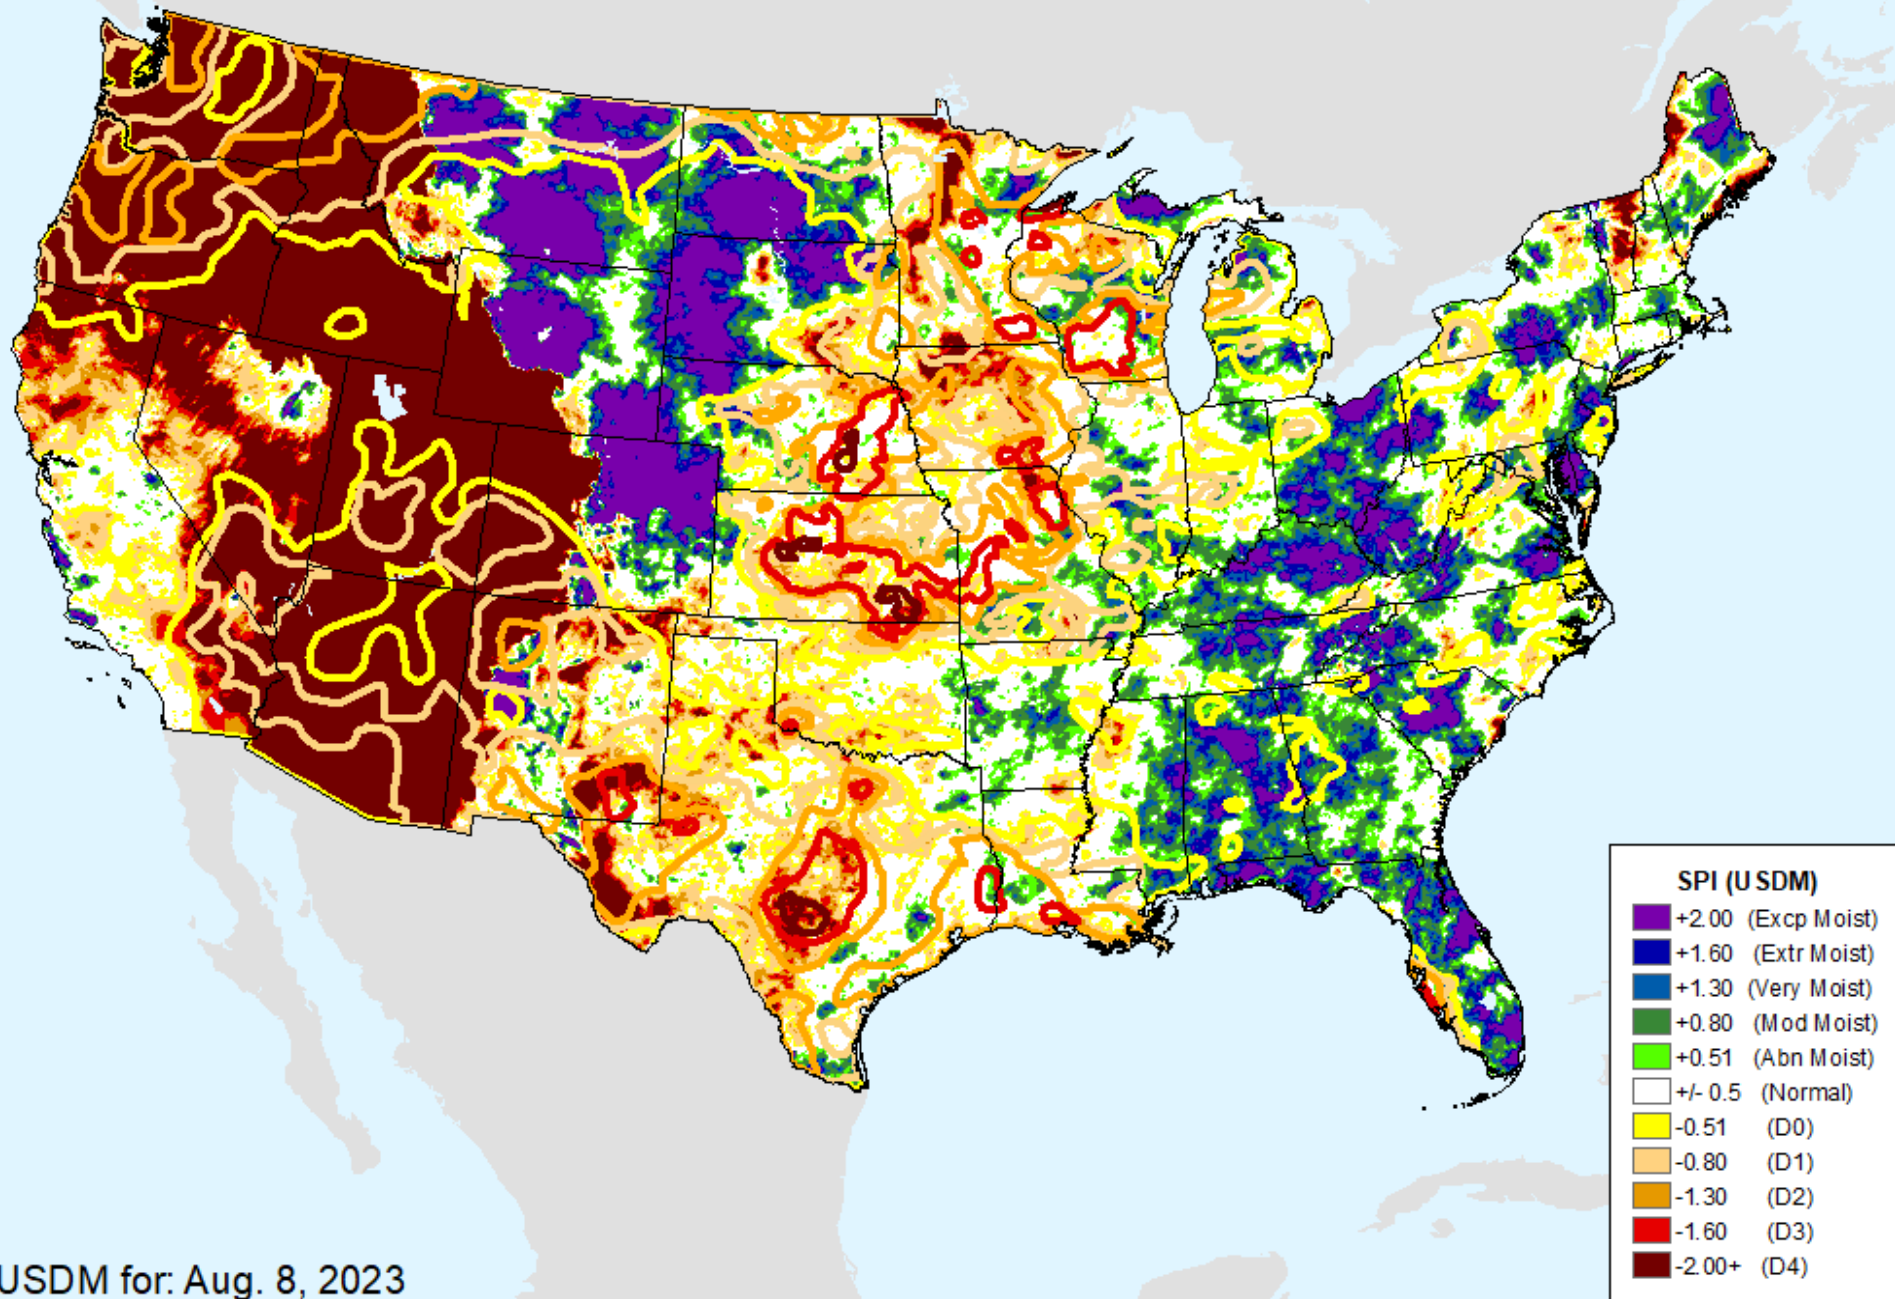 SPI (USDM)
+2.00 (Excp Moist)
+1.60 (Extr Moist)
+1.30 (Very Moist)
+0.80 (Mod Moist)
+0.51 (Abn Moist)
+/- 0.5 (Normal)
-0.51 (D0)
-0.80 (D1)
-1.30 (D2)
-1.60 (D3)
-2.00+ (D4)
USDM for: Aug. 8, 2023